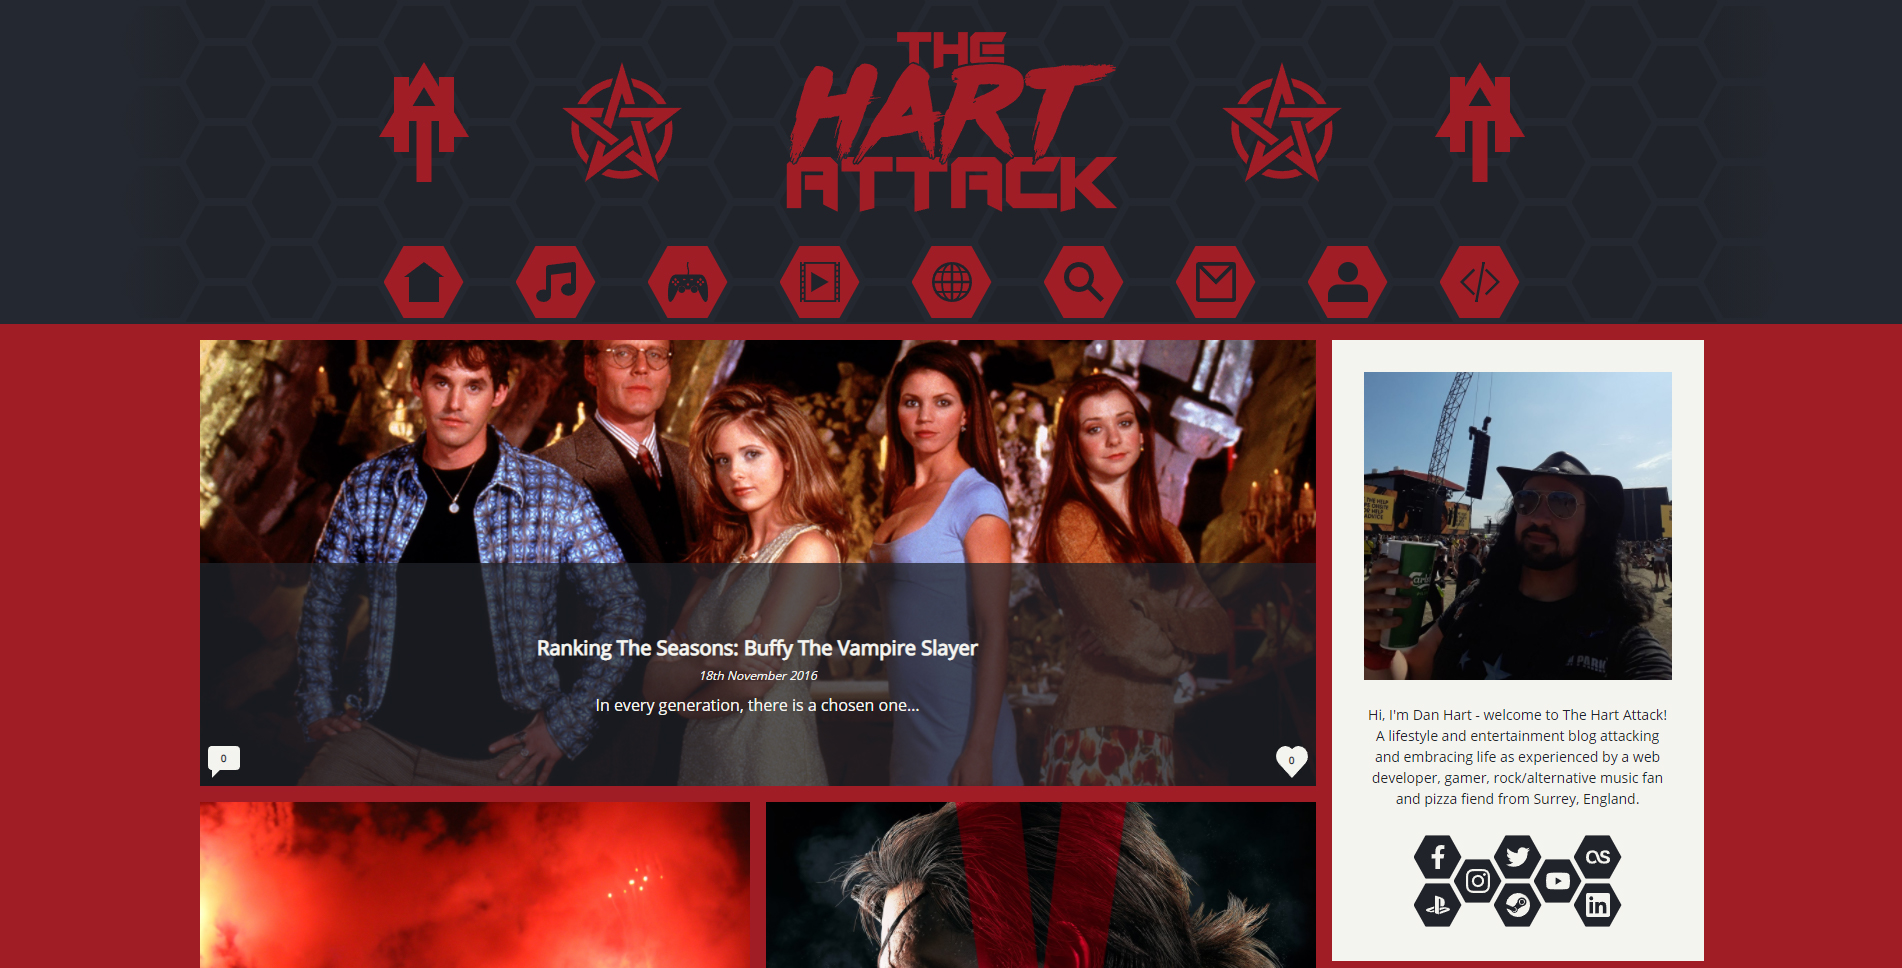 THE
HART
ATTACK
Ranking The Seasons: Buffy The Vampire Slayer
18th November 2016
In every generation, there is a chosen one...
0
0
Hi, I'm Dan Hart - welcome to The Hart Attack!
A lifestyle and entertainment blog attacking
and embracing life as experienced by a web
developer, gamer, rock/alternative music fan
and pizza fiend from Surrey, England.